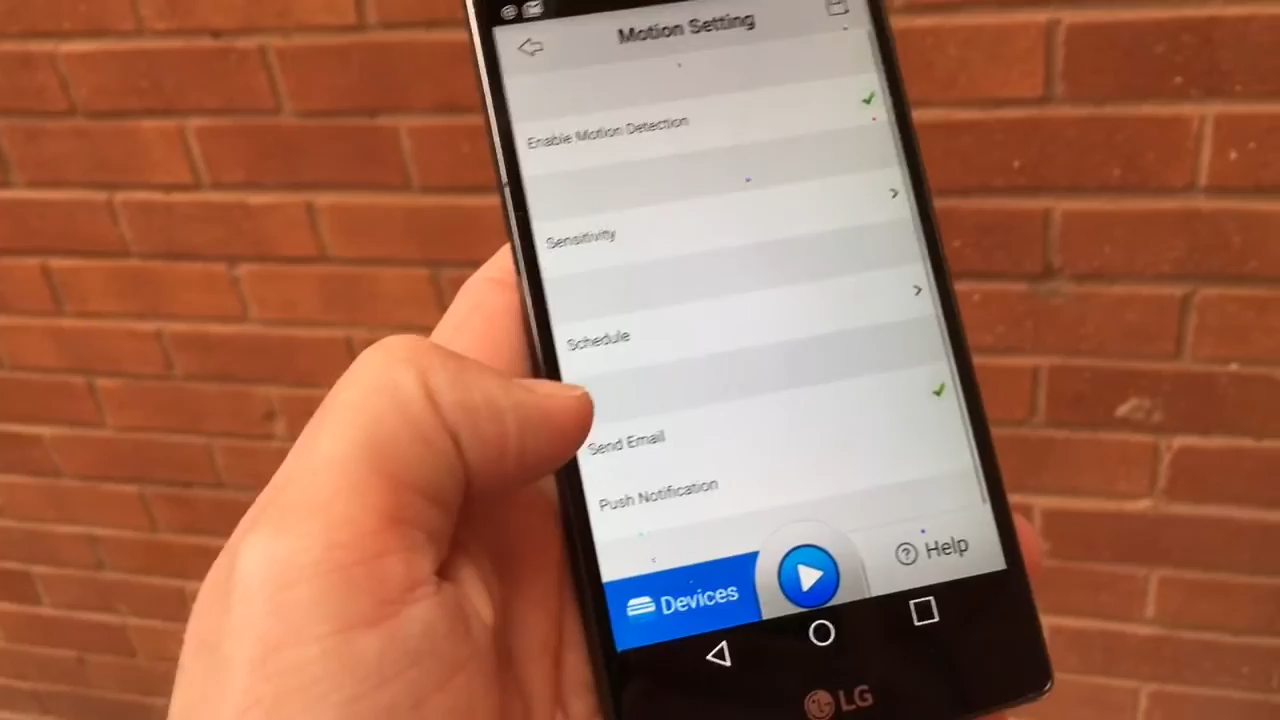 Motion Setting
Enable Motion Detection
Sensitivity
Schedule
Send Email
Push Notification
Devices
Help
LG